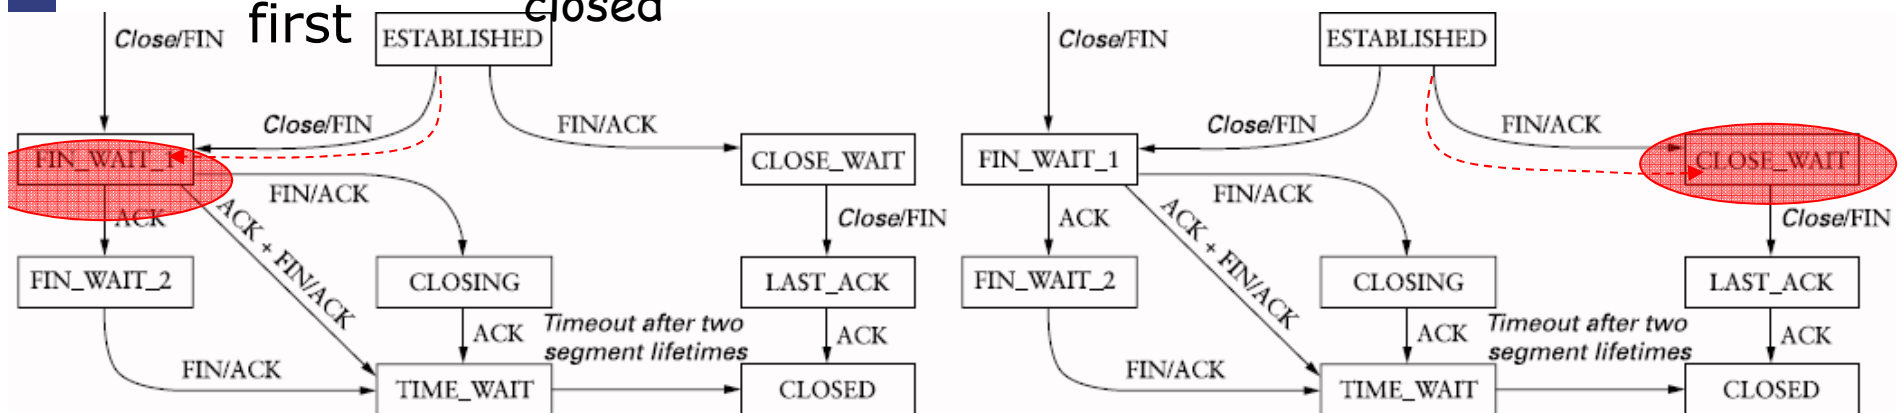 first
closed
Close/FIN
ESTABLISHED
Close/FIN
FIN/ACK
FIN_WAIT_1
CLOSE_WAIT
FIN/ACK
ACK
ACK + FIN/ACK
Close/FIN
FIN_WAIT_2
CLOSING
LAST_ACK
ACK
Timeout after two
segment lifetimes
ACK
FIN/ACK
TIME_WAIT
CLOSED
Close/FIN
ESTABLISHED
Close/FIN
FIN/ACK
FIN_WAIT_1
CLOSE_WAIT
FIN/ACK
ACK
ACK + FIN/ACK
Close/FIN
FIN_WAIT_2
CLOSING
LAST_ACK
ACK
Timeout after two
segment lifetimes
ACK
FIN/ACK
TIME_WAIT
CLOSED